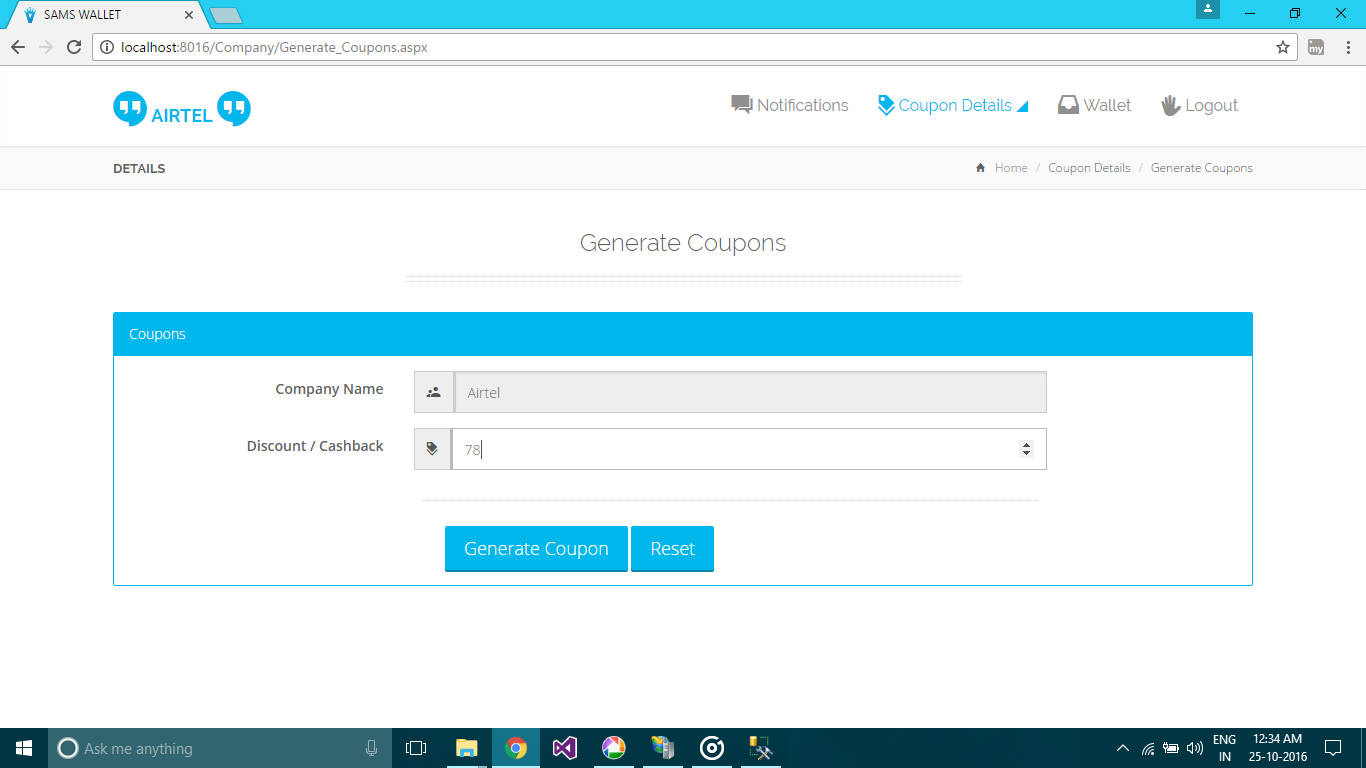 SAMS WALLET
localhost:8016/Company/Generate_Coupons.aspx
my
AIRTEL
Notifications
Coupon Details
Wallet
Logout
DETAILS
Home / Coupon Details / Generate Coupons
Generate Coupons
Coupons
Company Name
Airtel
Discount / Cashback
78
Generate Coupon
Reset
Ask me anything
ENG
IN
12:34 AM
25-10-2016